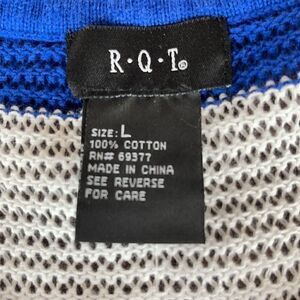 R·Q·T®
SIZE: L
100% COTTON
RN# 69377
MADE IN CHINA
SEE REVERSE
FOR CARE